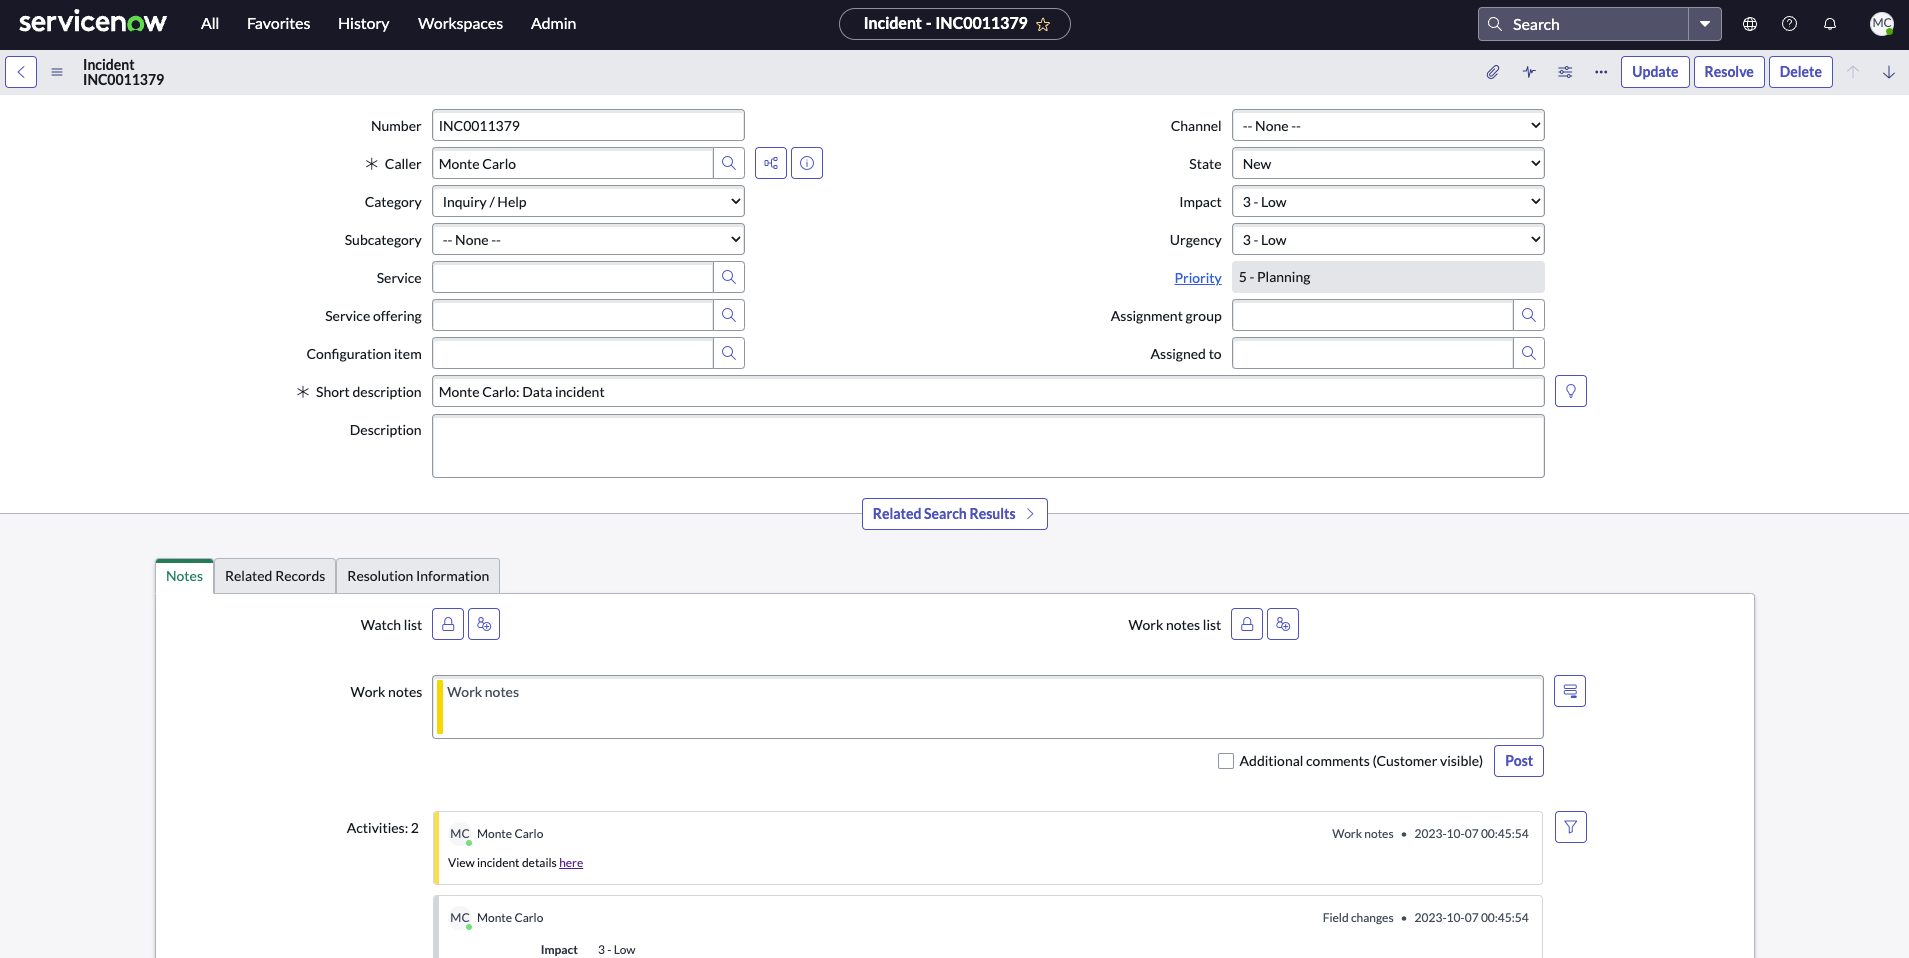 servicenow All Favorites History Workspaces Admin Incident - INC0011379 Search MC
Incident
INC0011379
Update Resolve Delete
Number INC0011379 Channel -- None --
Caller Monte Carlo State New
Category Inquiry / Help Impact 3 - Low
Subcategory -- None -- Urgency 3 - Low
Service Priority 5 - Planning
Service offering Assignment group
Configuration item Assigned to
Short description Monte Carlo: Data incident
Description
Related Search Results
Notes Related Records Resolution Information
Watch list Work notes list
Work notes Work notes
Additional comments (Customer visible) Post
Activities: 2 MC Monte Carlo Work notes • 2023-10-07 00:45:54
View incident details here
MC Monte Carlo Field changes • 2023-10-07 00:45:54
Impact 3 - Low